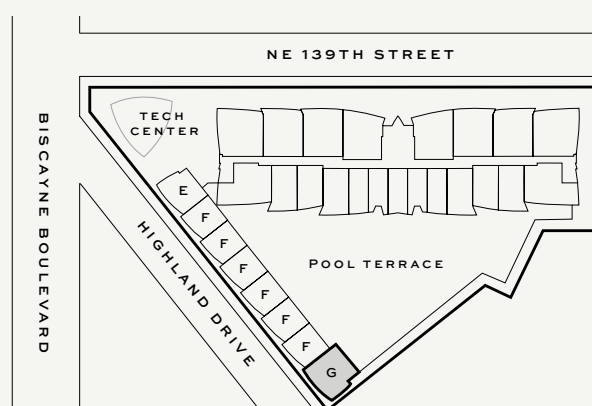 NE 139TH STREET
BISCAYNE BOULEVARD
TECH
CENTER
E
F
F
F
F
F
F
G
HIGHLAND DRIVE
POOL TERRACE